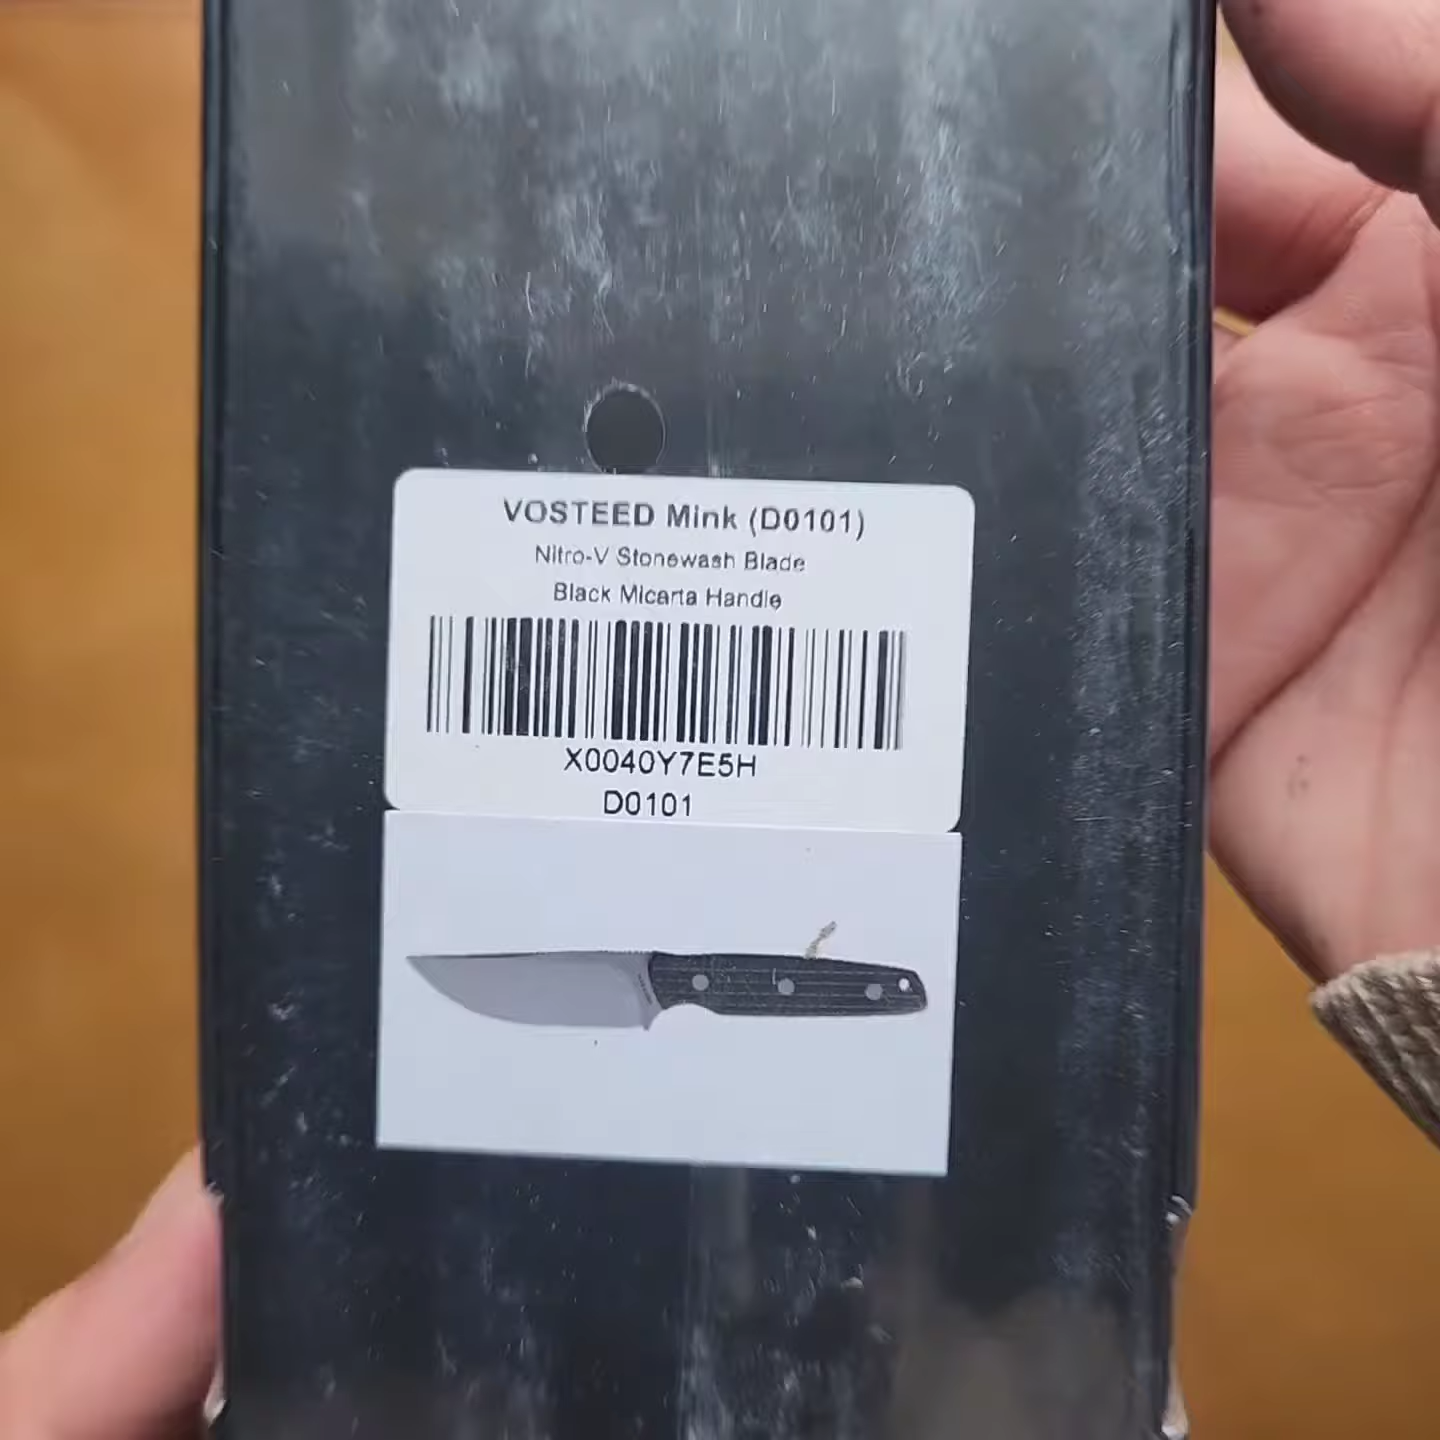 VOSTEED Mink (D0101)
Nitro-V Stonewash Blade
Black Micarta Handle
X0040Y7E5H
D0101